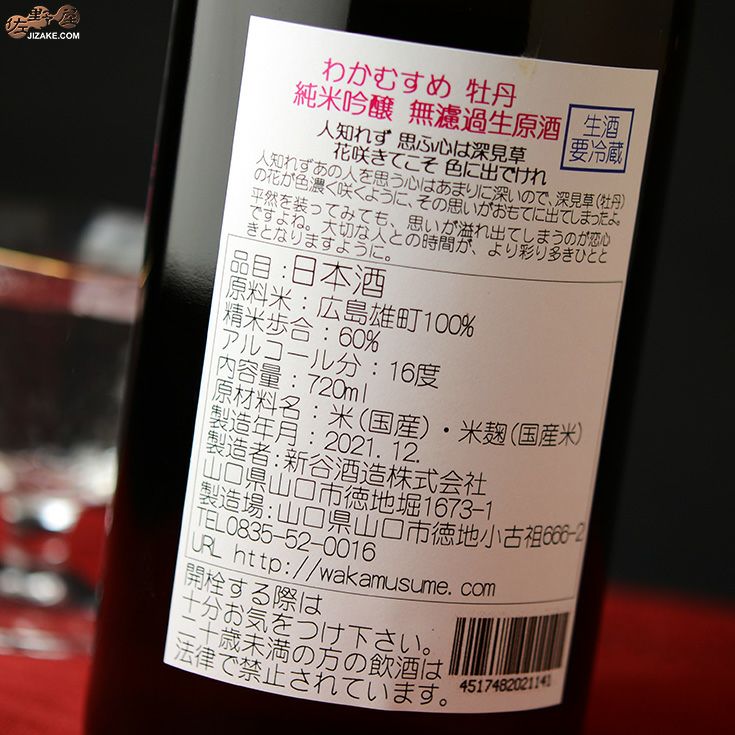 佐野屋
JIZAKE.COM
わかむすめ 牡丹
純米吟醸 無濾過生原酒
生酒
要冷蔵
人知れず 思ふ心は深見草
花咲きてこそ 色に出でけれ
人知れずあの人を思う心はあまりに深いので、深見草(牡丹)
の花が色濃く咲くように、その思いがおもてに出てしまったよ。
平然を装ってみても、思いが溢れ出てしまうのが恋心
ですよね。大切な人との時間が、より彩り多きひとと
きとなりますように。
品目：日本酒
原料米：広島雄町100%
精米歩合：60%
アルコール分：16度
内容量：720ml
原材料名：米(国産)・米麹(国産米)
製造年月：2021.12.
製造者：新谷酒造株式会社
山口県山口市徳地堀1673-1
製造場：山口県山口市徳地小古祖666-2
TEL0835-52-0016
URL http://wakamusume.com
開栓する際は
十分お気をつけ下さい。
二十歳未満の方の飲酒は
法律で禁止されています。
4517482021141